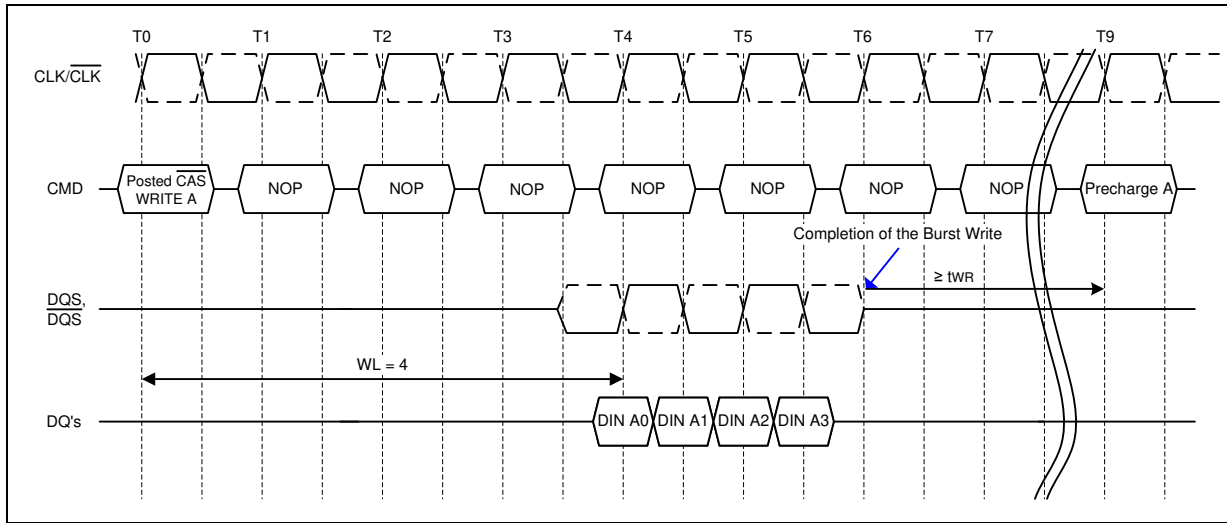 T0 T1 T2 T3 T4 T5 T6 T7 T9
CLK/CLK
CMD
Posted CAS
WRITE A
NOP NOP NOP NOP NOP NOP NOP Precharge A
Completion of the Burst Write
≥ tWR
DQS,
DQS
WL = 4
DQ's
DIN A0 DIN A1 DIN A2 DIN A3